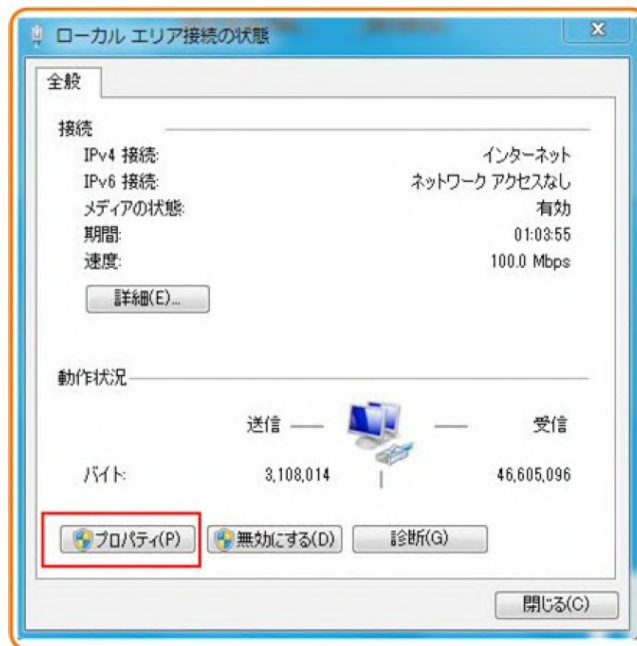 ローカル エリア接続の状態
全般
接続
IPv4 接続: インターネット
IPv6 接続: ネットワーク アクセスなし
メディアの状態: 有効
期間: 01:03:55
速度: 100.0 Mbps
詳細(E)...
動作状況
送信 受信
バイト: 3,108,014 46,605,096
プロパティ(P) 無効にする(D) 診断(G)
閉じる(C)